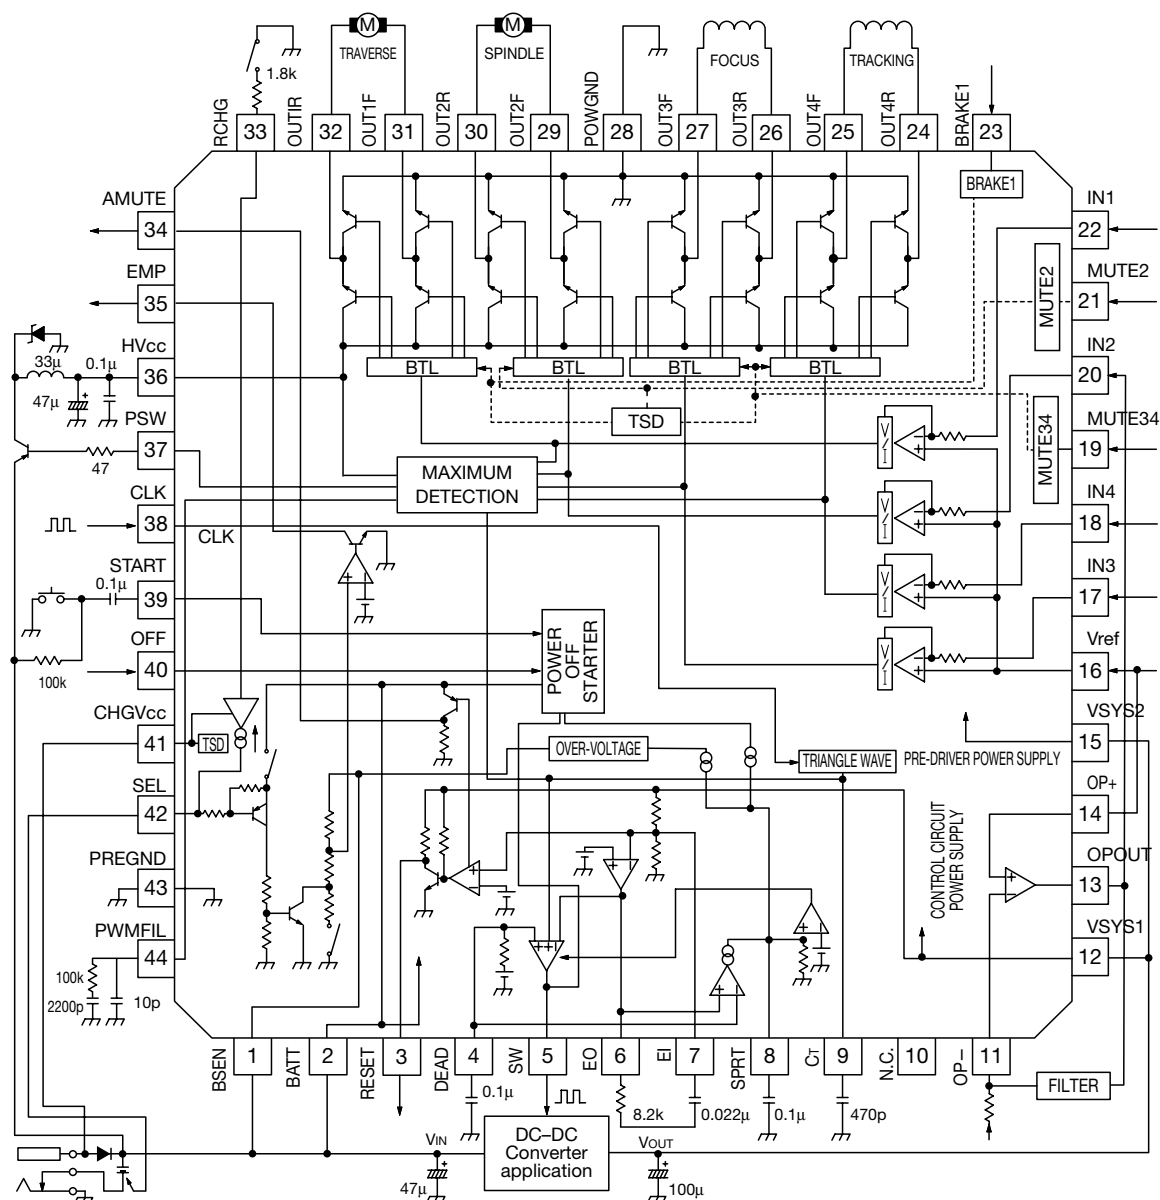 M
M
TRAVERSE
SPINDLE
FOCUS
TRACKING
1.8k
RCHG
OUTIR
OUT1F
OUT2R
OUT2F
POWGND
OUT3F
OUT3R
OUT4F
OUT4R
BRAKE1
33
32
31
30
29
28
27
26
25
24
23
BRAKE1
AMUTE
34
EMP
35
HVcc
36
33μ
0.1μ
47μ
+
PSW
37
47
CLK
38
CLK
START
39
0.1μ
OFF
40
100k
CHGVcc
41
TSD
SEL
42
PREGND
43
PWMFIL
44
100k
2200p
10p
IN1
22
MUTE2
21
MUTE2
IN2
20
MUTE34
19
MUTE34
IN4
18
IN3
17
Vref
16
VSYS2
15
PRE-DRIVER POWER SUPPLY
OP+
14
OPOUT
13
VSYS1
12
CONTROL CIRCUIT
POWER SUPPLY
BTL
BTL
BTL
BTL
TSD
MAXIMUM
DETECTION
V/I
− +
V/I
− +
V/I
− +
V/I
− +
+ −
POWER
OFF
STARTER
OVER-VOLTAGE
TRIANGLE WAVE
BSEN
BATT
RESET
DEAD
SW
EO
EI
SPRT
CT
N.C.
OP−
1
2
3
4
5
6
7
8
9
10
11
0.1μ
8.2k
0.022μ
0.1μ
470p
FILTER
VIN
47μ
+
DC–DC
Converter
application
VOUT
100μ
+